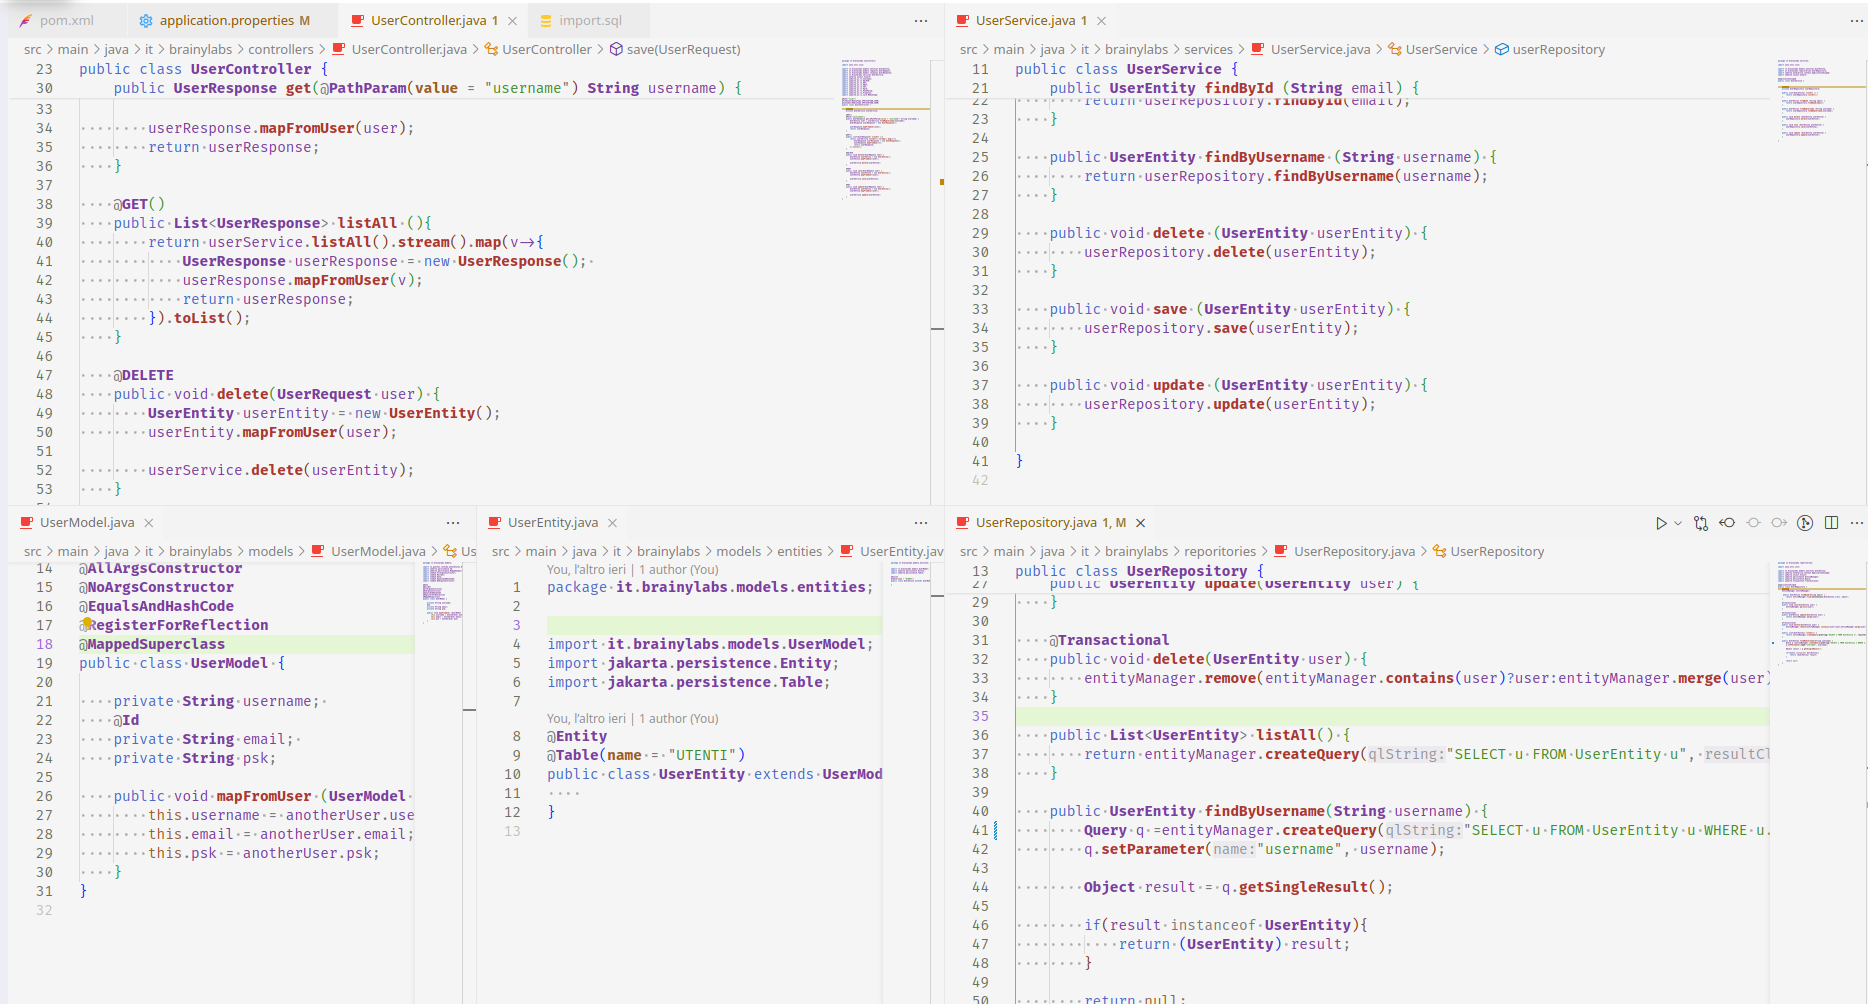 pom.xml
application.properties M
UserController.java 1
import.sql
src > main > java > it > brainylabs > controllers > UserController.java > UserController > save(UserRequest)
23 public class UserController {
30 public UserResponse get(@PathParam(value = "username") String username) {
33
34 userResponse.mapFromUser(user);
35 return userResponse;
36 }
37
38 @GET()
39 public List<UserResponse> listAll (){
40 return userService.listAll().stream().map(v->{
41 UserResponse userResponse = new UserResponse();
42 userResponse.mapFromUser(v);
43 return userResponse;
44 }).toList();
45 }
46
47 @DELETE
48 public void delete(UserRequest user) {
49 UserEntity userEntity = new UserEntity();
50 userEntity.mapFromUser(user);
51
52 userService.delete(userEntity);
53 }
UserService.java 1
src > main > java > it > brainylabs > services > UserService.java > UserService > userRepository
11 public class UserService {
21 public UserEntity findById (String email) {
22 return userRepository.findById(email);
23 }
24
25 public UserEntity findByUsername (String username) {
26 return userRepository.findByUsername(username);
27 }
28
29 public void delete (UserEntity userEntity) {
30 userRepository.delete(userEntity);
31 }
32
33 public void save (UserEntity userEntity) {
34 userRepository.save(userEntity);
35 }
36
37 public void update (UserEntity userEntity) {
38 userRepository.update(userEntity);
39 }
40
41 }
42
UserModel.java
src > main > java > it > brainylabs > models > UserModel.java > Us
14 @AllArgsConstructor
15 @NoArgsConstructor
16 @EqualsAndHashCode
17 @RegisterForReflection
18 @MappedSuperclass
19 public class UserModel {
20
21 private String username;
22 @Id
23 private String email;
24 private String psk;
25
26 public void mapFromUser (UserModel
27 this.username = anotherUser.use
28 this.email = anotherUser.email;
29 this.psk = anotherUser.psk;
30 }
31 }
32
UserEntity.java
src > main > java > it > brainylabs > models > entities > UserEntity.jav
You, l'altro ieri | 1 author (You)
1 package it.brainylabs.models.entities;
2
3
4 import it.brainylabs.models.UserModel;
5 import jakarta.persistence.Entity;
6 import jakarta.persistence.Table;
7
You, l'altro ieri | 1 author (You)
8 @Entity
9 @Table(name = "UTENTI")
10 public class UserEntity extends UserMod
11
12 }
13
UserRepository.java 1, M
src > main > java > it > brainylabs > reporitories > UserRepository.java > UserRepository
13 public class UserRepository {
27 public UserEntity update(UserEntity user) {
29 }
30
31 @Transactional
32 public void delete(UserEntity user) {
33 entityManager.remove(entityManager.contains(user)?user:entityManager.merge(user)
34 }
35
36 public List<UserEntity> listAll() {
37 return entityManager.createQuery(qlString:"SELECT u FROM UserEntity u", resultCl
38 }
39
40 public UserEntity findByUsername(String username) {
41 Query q =entityManager.createQuery(qlString:"SELECT u FROM UserEntity u WHERE u.
42 q.setParameter(name:"username", username);
43
44 Object result = q.getSingleResult();
45
46 if(result instanceof UserEntity){
47 return (UserEntity) result;
48 }
49
50 return null;